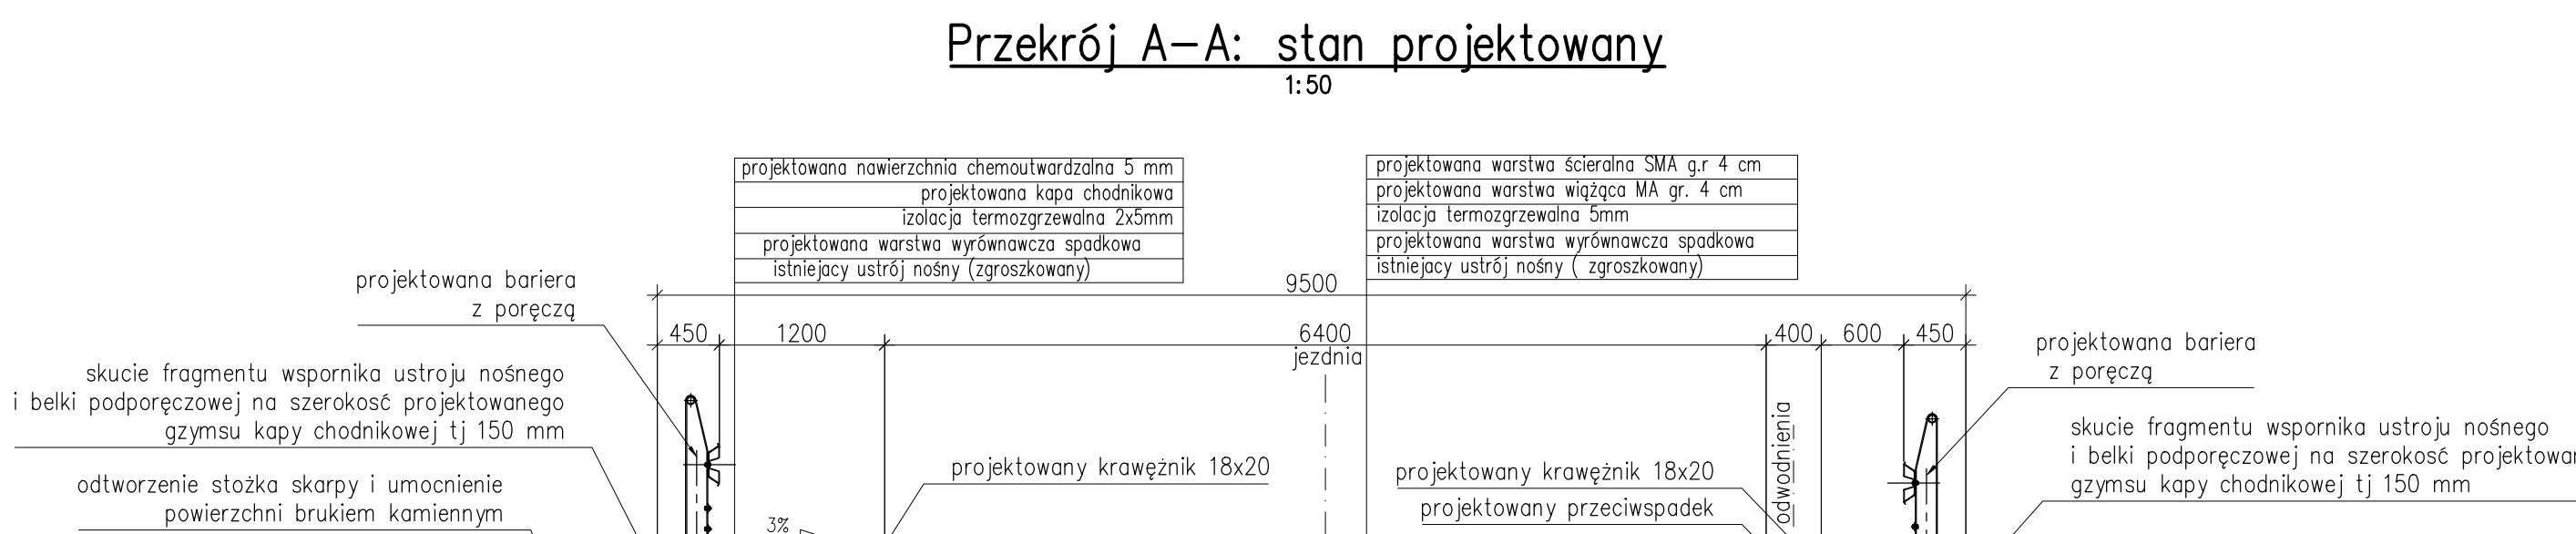 Przekrój A-A: stan projektowany
1:50
projektowana nawierzchnia chemoutwardzalna 5 mm
projektowana kapa chodnikowa
izolacja termozgrzewalna 2x5mm
projektowana warstwa wyrównawcza spadkowa
istniejacy ustrój nośny (zgroszkowany)
projektowana warstwa ścieralna SMA g.r 4 cm
projektowana warstwa wiążąca MA gr. 4 cm
izolacja termozgrzewalna 5mm
projektowana warstwa wyrównawcza spadkowa
istniejacy ustrój nośny ( zgroszkowany)
9500
450 1200 6400 400 600 450
jezdnia
projektowana bariera
z poręczą
skucie fragmentu wspornika ustroju nośnego
i belki podporęczowej na szerokosć projektowanego
gzymsu kapy chodnikowej tj 150 mm
odtworzenie stożka skarpy i umocnienie
powierzchni brukiem kamiennym
3%
projektowany krawężnik 18x20
projektowany krawężnik 18x20
projektowany przeciwspadek
odwodnienia
projektowana bariera
z poręczą
skucie fragmentu wspornika ustroju nośnego
i belki podporęczowej na szerokosć projektowan
gzymsu kapy chodnikowej tj 150 mm